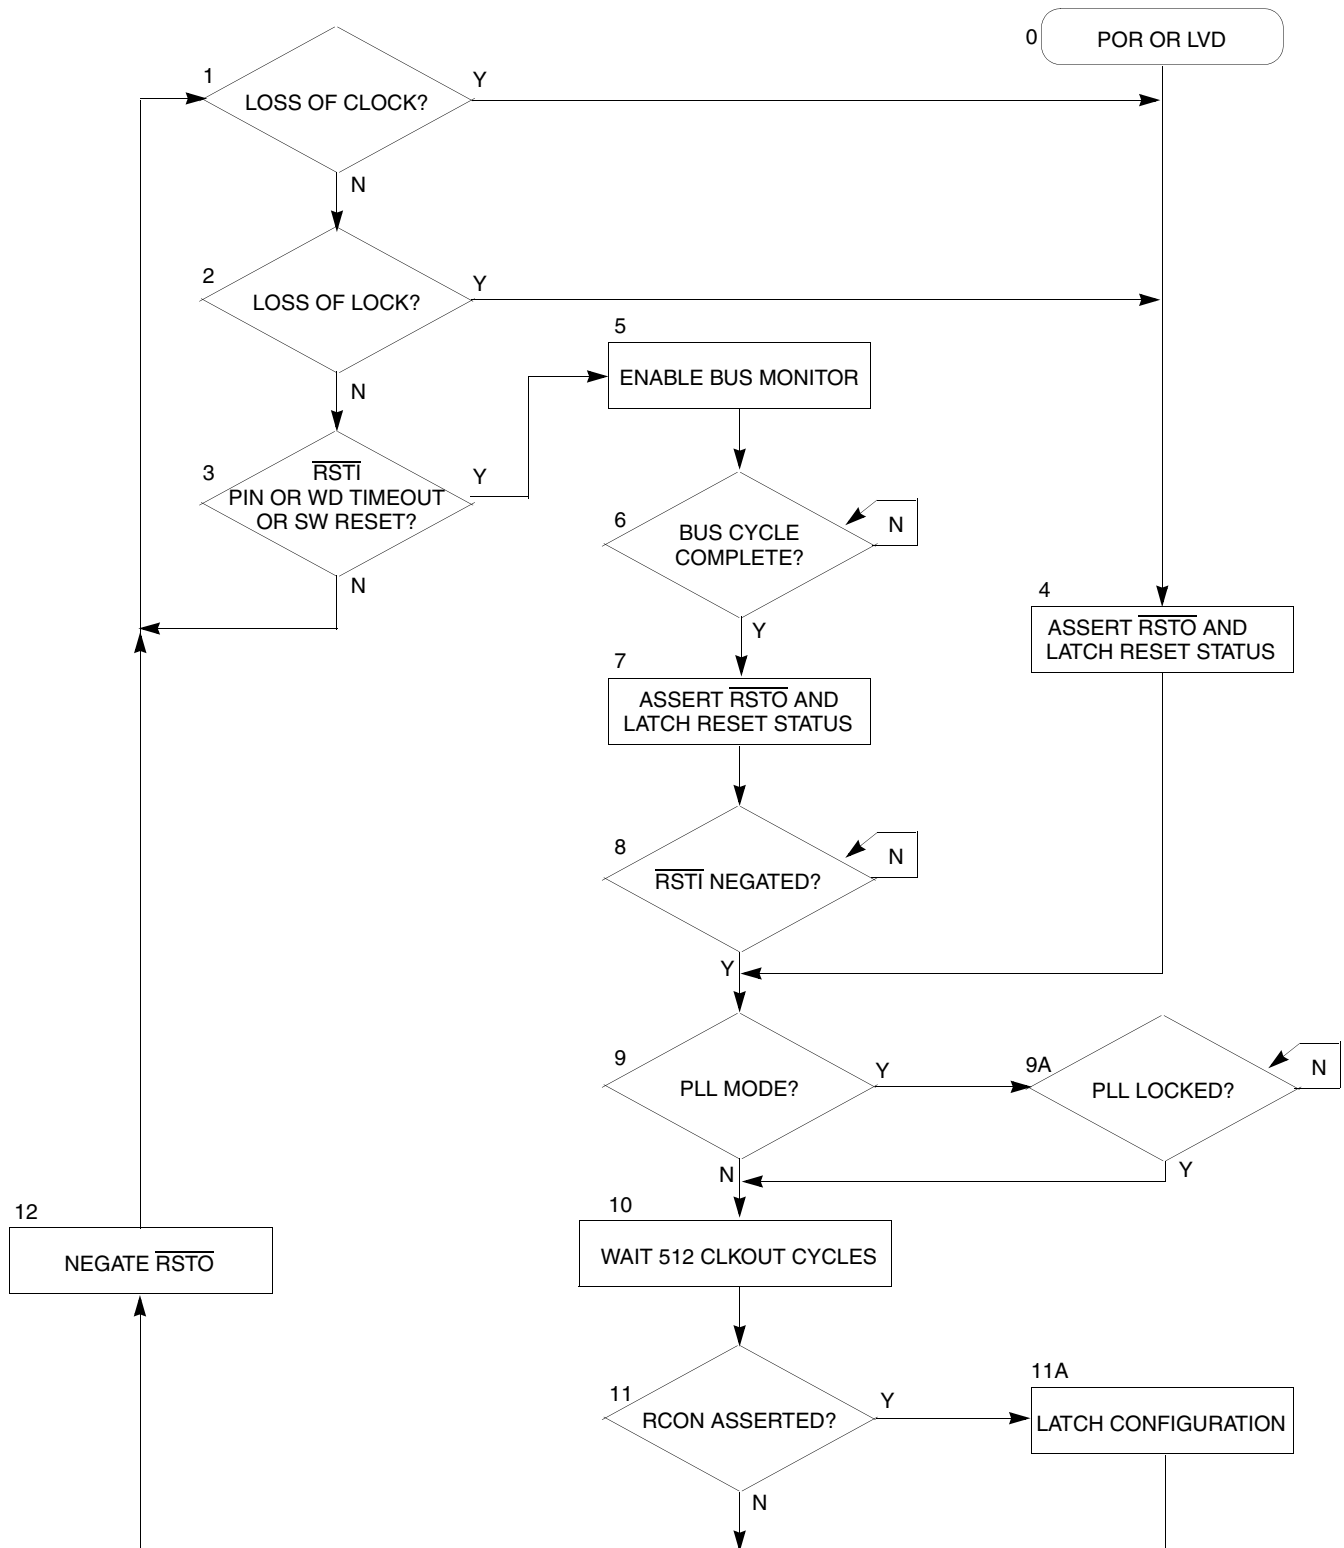 0
POR OR LVD
1
LOSS OF CLOCK?
Y
N
2
LOSS OF LOCK?
Y
N
3
RSTI
PIN OR WD TIMEOUT
OR SW RESET?
Y
N
5
ENABLE BUS MONITOR
6
BUS CYCLE
COMPLETE?
N
Y
4
ASSERT RSTO AND
LATCH RESET STATUS
7
ASSERT RSTO AND
LATCH RESET STATUS
8
RSTI NEGATED?
N
Y
9
PLL MODE?
Y
N
9A
PLL LOCKED?
N
Y
10
WAIT 512 CLKOUT CYCLES
11
RCON ASSERTED?
Y
N
11A
LATCH CONFIGURATION
12
NEGATE RSTO